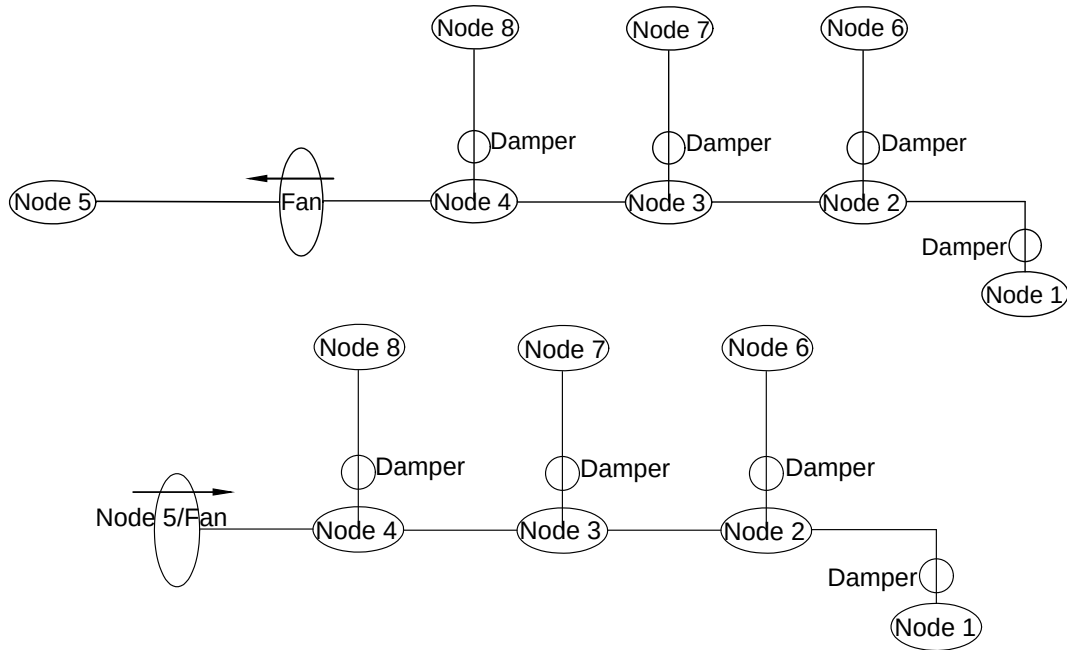 Node 8
Node 7
Node 6
Damper
Damper
Damper
Node 5
Fan
Node 4
Node 3
Node 2
Damper
Node 1
Node 8
Node 7
Node 6
Damper
Damper
Damper
Node 5/Fan
Node 4
Node 3
Node 2
Damper
Node 1